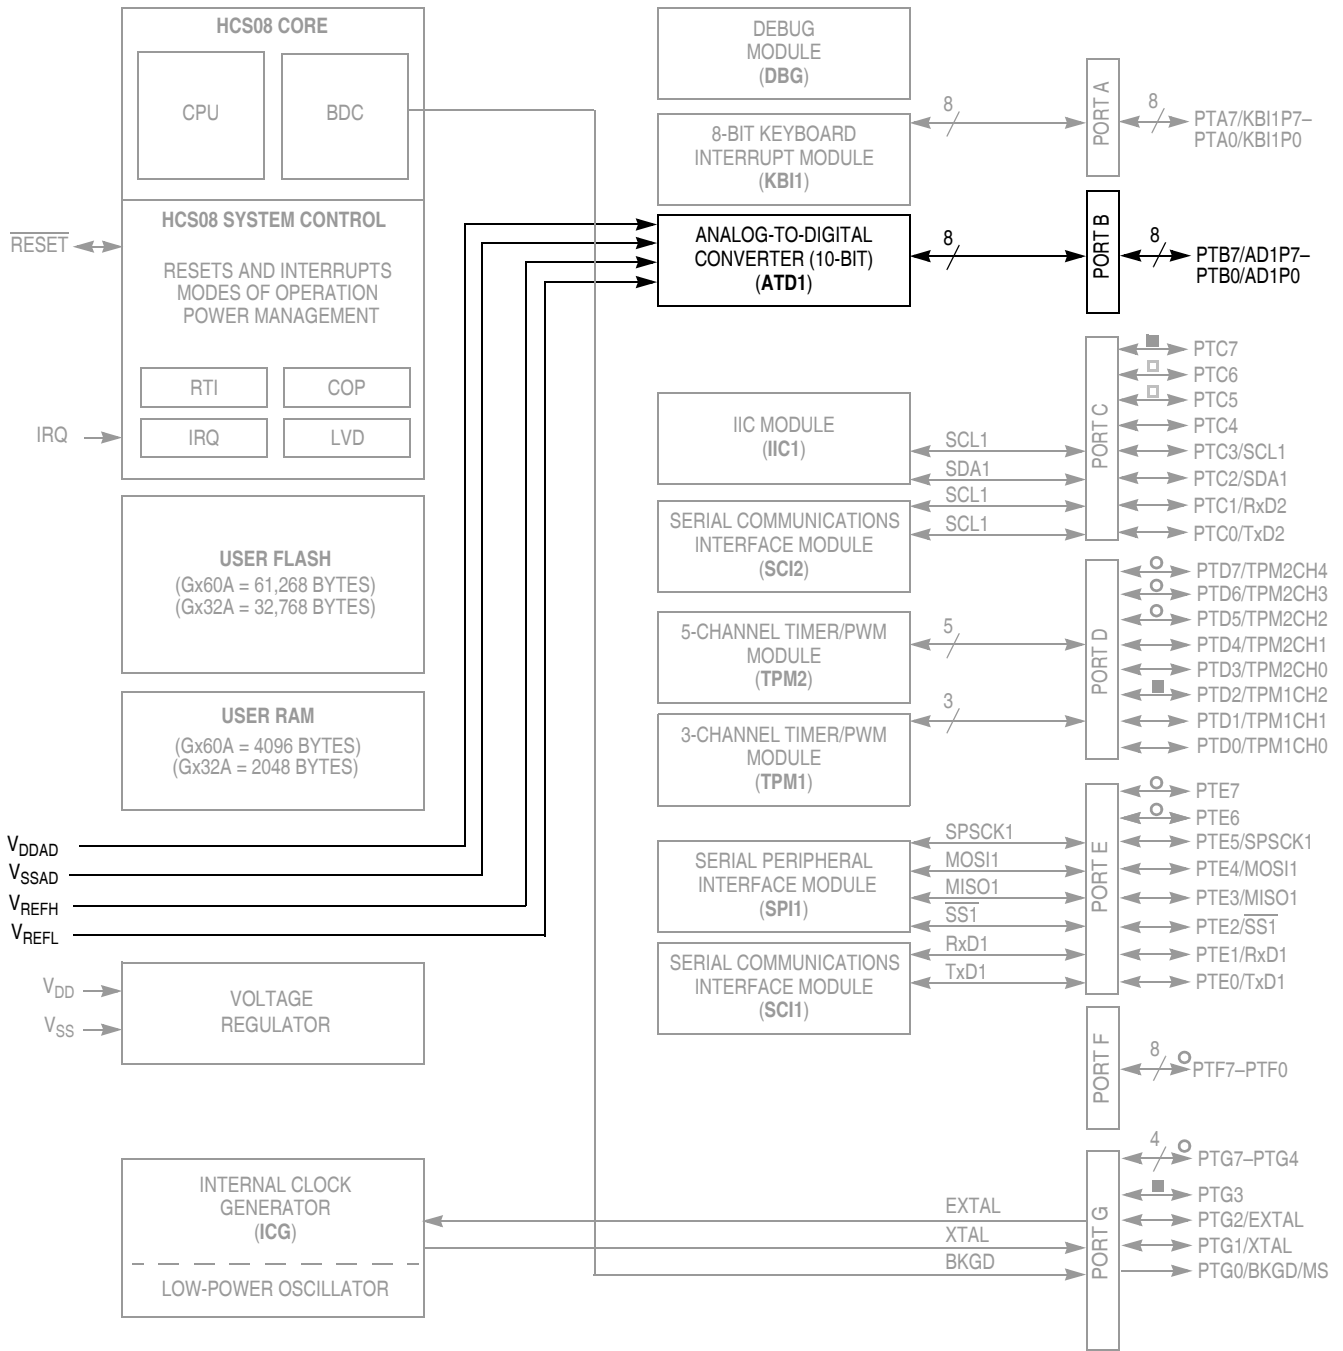 HCS08 CORE
CPU
BDC
HCS08 SYSTEM CONTROL
RESETS AND INTERRUPTS
MODES OF OPERATION
POWER MANAGEMENT
RTI
COP
IRQ
LVD
RESET
IRQ
USER FLASH
(Gx60A = 61,268 BYTES)
(Gx32A = 32,768 BYTES)
USER RAM
(Gx60A = 4096 BYTES)
(Gx32A = 2048 BYTES)
VDDAD
VSSAD
VREFH
VREFL
VDD
VSS
VOLTAGE
REGULATOR
INTERNAL CLOCK
GENERATOR
(ICG)
LOW-POWER OSCILLATOR
DEBUG
MODULE
(DBG)
8-BIT KEYBOARD
INTERRUPT MODULE
(KBI1)
8
PORT A
8
PTA7/KBI1P7–
PTA0/KBI1P0
ANALOG-TO-DIGITAL
CONVERTER (10-BIT)
(ATD1)
8
PORT B
8
PTB7/AD1P7–
PTB0/AD1P0
IIC MODULE
(IIC1)
SCL1
SDA1
SERIAL COMMUNICATIONS
INTERFACE MODULE
(SCI2)
SCL1
SCL1
PORT C
PTC7
PTC6
PTC5
PTC4
PTC3/SCL1
PTC2/SDA1
PTC1/RxD2
PTC0/TxD2
5-CHANNEL TIMER/PWM
MODULE
(TPM2)
5
3-CHANNEL TIMER/PWM
MODULE
(TPM1)
3
PORT D
PTD7/TPM2CH4
PTD6/TPM2CH3
PTD5/TPM2CH2
PTD4/TPM2CH1
PTD3/TPM2CH0
PTD2/TPM1CH2
PTD1/TPM1CH1
PTD0/TPM1CH0
SERIAL PERIPHERAL
INTERFACE MODULE
(SPI1)
SPSCK1
MOSI1
MISO1
SS1
SERIAL COMMUNICATIONS
INTERFACE MODULE
(SCI1)
RxD1
TxD1
PORT E
PTE7
PTE6
PTE5/SPSCK1
PTE4/MOSI1
PTE3/MISO1
PTE2/SS1
PTE1/RxD1
PTE0/TxD1
PORT F
8
PTF7–PTF0
EXTAL
XTAL
BKGD
PORT G
4
PTG7–PTG4
PTG3
PTG2/EXTAL
PTG1/XTAL
PTG0/BKGD/MS